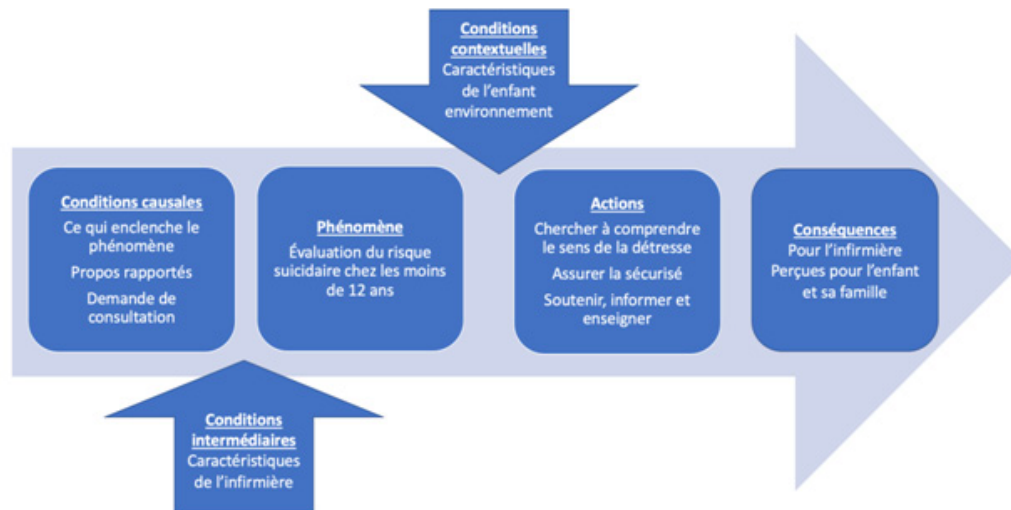 Conditions
contextuelles
Caractéristiques
de l'enfant
environnement
Conditions causales
Ce qui enclenche le
phénomène
Propos rapportés
Demande de
consultation
Phénomène
Évaluation du risque
suicidaire chez les moins
de 12 ans
Actions
Chercher à comprendre
le sens de la détresse
Assurer la sécurisé
Soutenir, informer et
enseigner
Conséquences
Pour l'infirmière
Perçues pour l'enfant
et sa famille
Conditions
intermédiaires
Caractéristiques
de l'infirmière